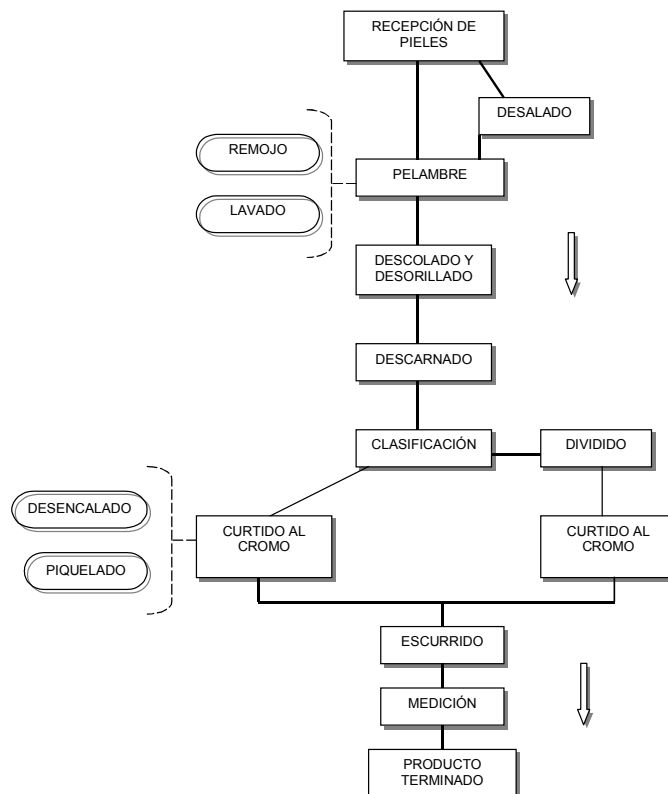 RECEPCIÓN DE
PIELES
DESALADO
REMOJO
PELAMBRE
LAVADO
DESCOLADO Y
DESORILLADO
DESCARNADO
CLASIFICACIÓN
DIVIDIDO
DESENCALADO
PIQUELADO
CURTIDO AL
CROMO
CURTIDO AL
CROMO
ESCURRIDO
MEDICIÓN
PRODUCTO
TERMINADO